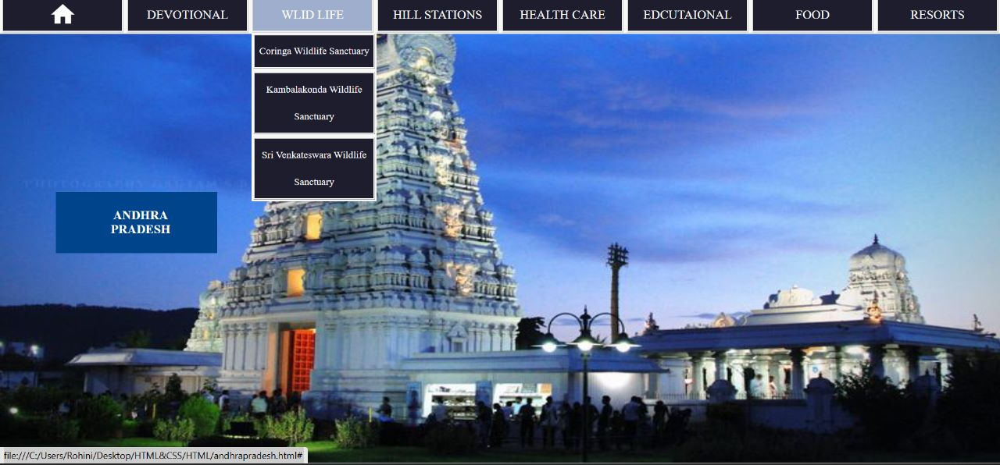 DEVOTIONAL
WLID LIFE
HILL STATIONS
HEALTH CARE
EDCUTAIONAL
FOOD
RESORTS
Coringa Wildlife Sanctuary
Kambalakonda Wildlife
Sanctuary
Sri Venkateswara Wildlife
Sanctuary
PHOTOGRAPHY
ANDHRA
PRADESH
file:///C:/Users/Rohini/Desktop/HTML&CSS/HTML/andhrapradesh.html#